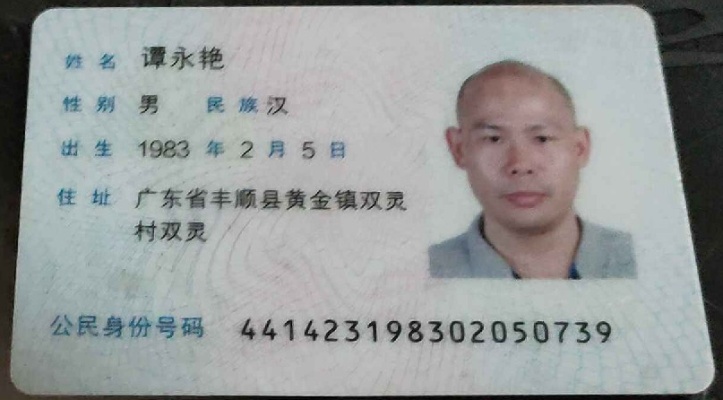 姓名 谭永艳
性别 男 民族 汉
出生 1983 年 2 月 5 日
住址 广东省丰顺县黄金镇双灵
村双灵
公民身份号码 441423198302050739